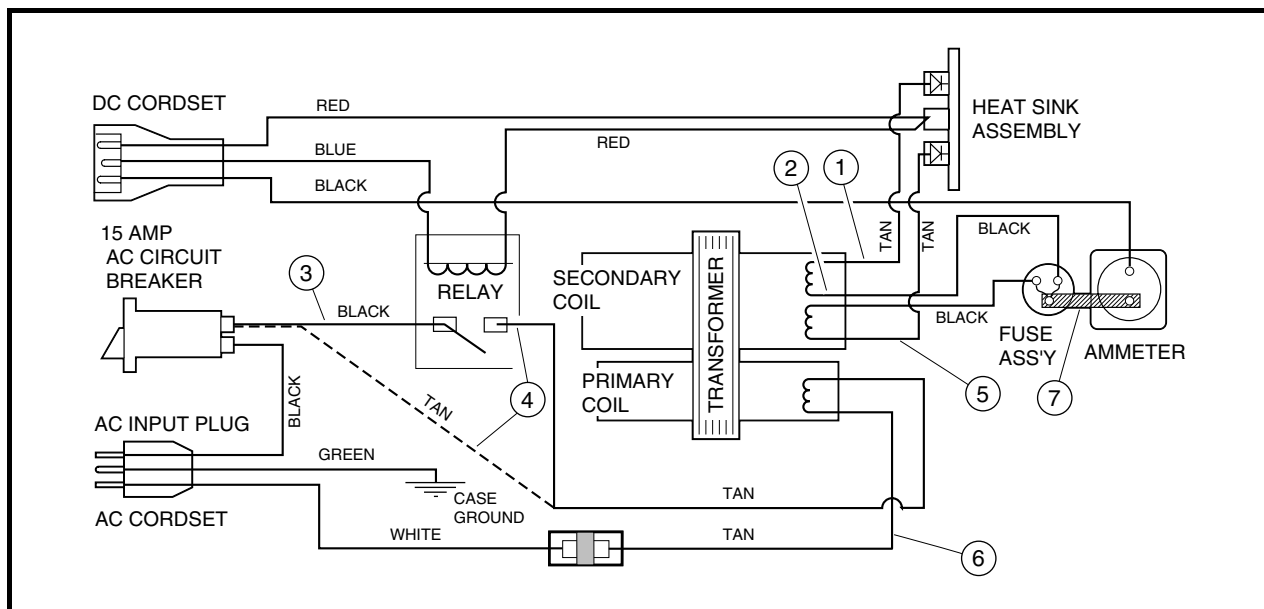 DC CORDSET
RED
BLUE
BLACK
RED
HEAT SINK
ASSEMBLY
15 AMP
AC CIRCUIT
BREAKER
2
1
TAN
TAN
BLACK
3
BLACK
RELAY
SECONDARY
COIL
TRANSFORMER
BLACK
FUSE
ASS'Y
AMMETER
BLACK
TAN
4
PRIMARY
COIL
5
7
AC INPUT PLUG
GREEN
CASE
GROUND
TAN
AC CORDSET
WHITE
TAN
6